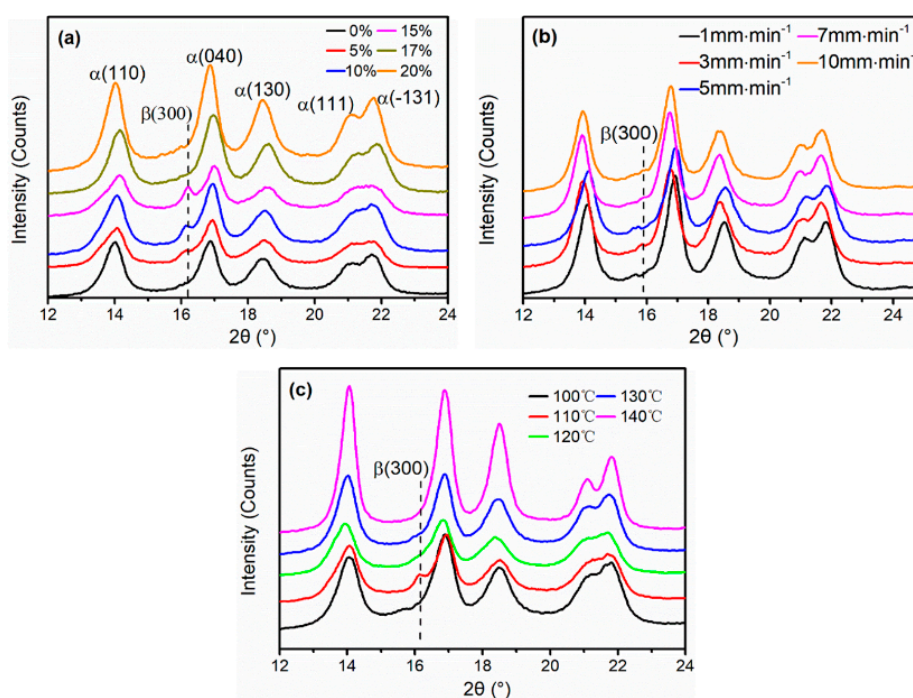 (a)
0% 15%
5% 17%
10% 20%
α(110)
β(300)
α(040)
α(130)
α(111)
α(-131)
Intensity (Counts)
12 14 16 18 20 22 24
2θ (°)
(b)
1mm·min⁻¹ 7mm·min⁻¹
3mm·min⁻¹ 10mm·min⁻¹
5mm·min⁻¹
β(300)
Intensity (Counts)
12 14 16 18 20 22 24
2θ (°)
(c)
100℃ 130℃
110℃ 140℃
120℃
β(300)
Intensity (Counts)
12 14 16 18 20 22 24
2θ (°)